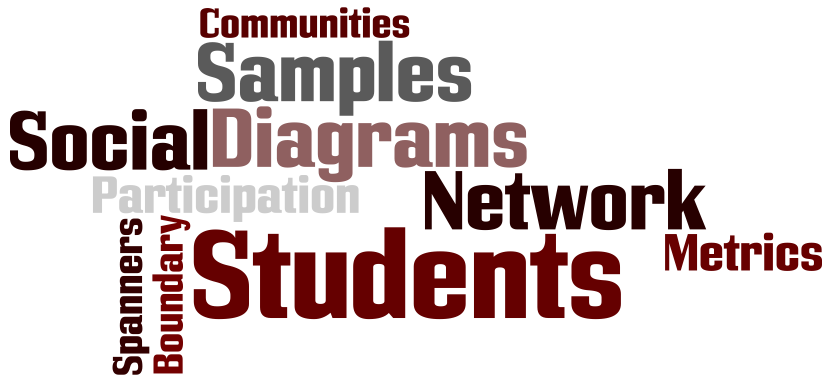 Communities
Samples
Social Diagrams
Participation
Network
Students
Metrics
Spanners
Boundary